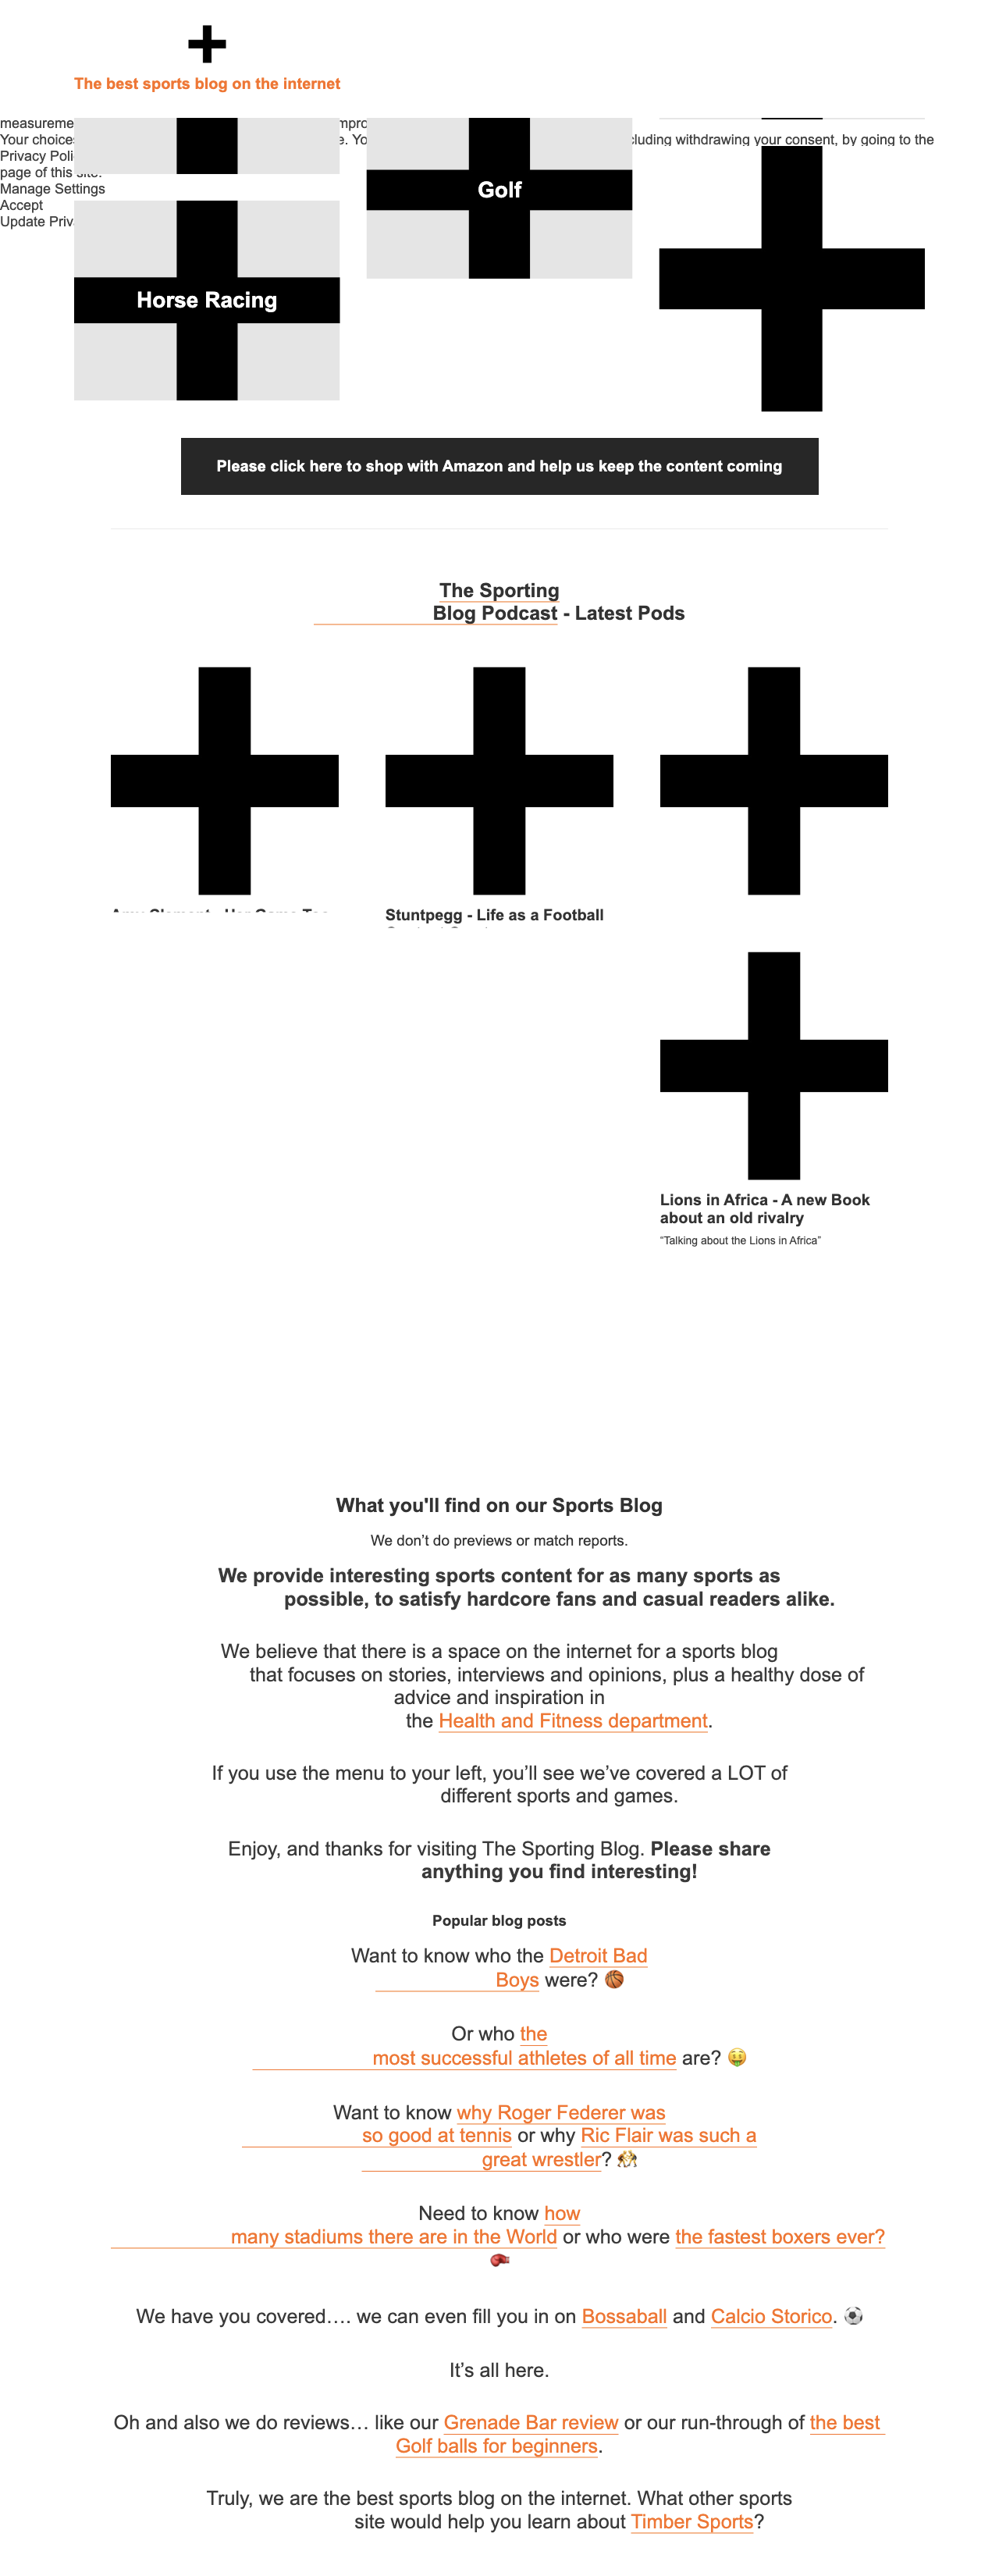 The best sports blog on the internet
Your choices
cluding withdrawing your consent, by going to the
page of this site.
Manage Settings
Accept
Golf
Horse Racing
Please click here to shop with Amazon and help us keep the content coming
The Sporting
Blog Podcast - Latest Pods
Stuntpegg - Life as a Football
Lions in Africa - A new Book
about an old rivalry
“Talking about the Lions in Africa”
What you'll find on our Sports Blog
We don’t do previews or match reports.
We provide interesting sports content for as many sports as
possible, to satisfy hardcore fans and casual readers alike.
We believe that there is a space on the internet for a sports blog
that focuses on stories, interviews and opinions, plus a healthy dose of
advice and inspiration in
the Health and Fitness department.
If you use the menu to your left, you’ll see we’ve covered a LOT of
different sports and games.
Enjoy, and thanks for visiting The Sporting Blog. Please share
anything you find interesting!
Popular blog posts
Want to know who the Detroit Bad
Boys were? 🏀
Or who the
most successful athletes of all time are? 🤑
Want to know why Roger Federer was
so good at tennis or why Ric Flair was such a
great wrestler? 🤼
Need to know how
many stadiums there are in the World or who were the fastest boxers ever?
🥊
We have you covered…. we can even fill you in on Bossaball and Calcio Storico. ⚽
It’s all here.
Oh and also we do reviews… like our Grenade Bar review or our run-through of the best
Golf balls for beginners.
Truly, we are the best sports blog on the internet. What other sports
site would help you learn about Timber Sports?